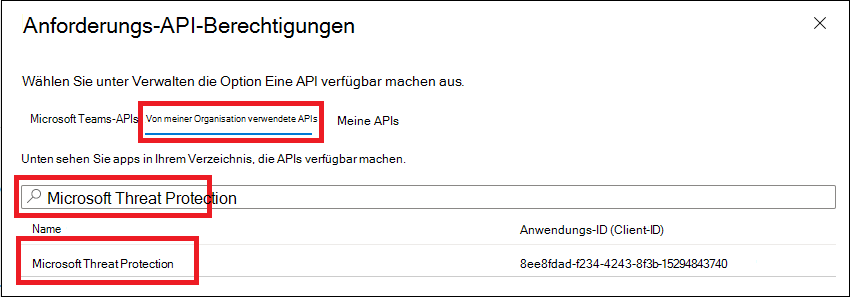 Anforderungs-API-Berechtigungen
Wählen Sie unter Verwalten die Option Eine API verfügbar machen aus.
Microsoft Teams-APIs Von meiner Organisation verwendete APIs Meine APIs
Unten sehen Sie apps in Ihrem Verzeichnis, die APIs verfügbar machen.
Microsoft Threat Protection
Name Anwendungs-ID (Client-ID)
Microsoft Threat Protection 8ee8fdad-f234-4243-8f3b-15294843740